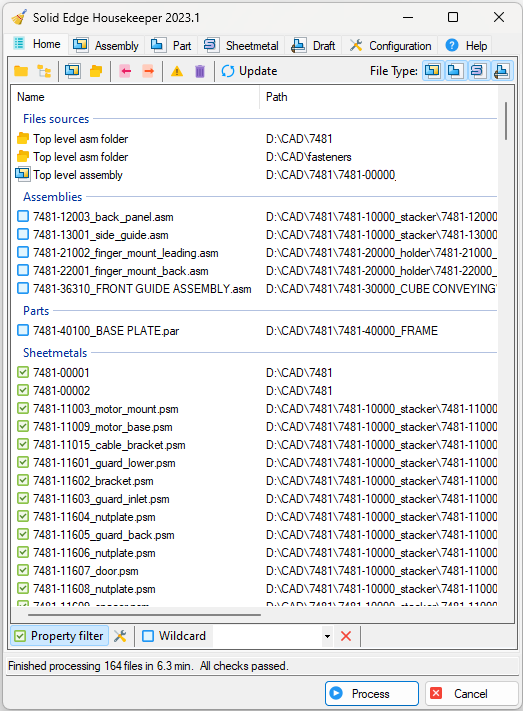 Solid Edge Housekeeper 2023.1
Home Assembly Part Sheetmetal Draft Configuration Help
Update File Type:
Name Path
Files sources
Top level asm folder D:\CAD\7481
Top level asm folder D:\CAD\fasteners
Top level assembly D:\CAD\7481\7481-00000_
Assemblies
7481-12003_back_panel.asm D:\CAD\7481\7481-10000_stacker\7481-12000
7481-13001_side_guide.asm D:\CAD\7481\7481-10000_stacker\7481-13000
7481-21002_finger_mount_leading.asm D:\CAD\7481\7481-20000_holder\7481-21000_
7481-22001_finger_mount_back.asm D:\CAD\7481\7481-20000_holder\7481-22000_
7481-36310_FRONT GUIDE ASSEMBLY.asm D:\CAD\7481\7481-30000_CUBE CONVEYING\
Parts
7481-40100_BASE PLATE.par D:\CAD\7481\7481-40000_FRAME
Sheetmetals
7481-00001 D:\CAD\7481
7481-00002 D:\CAD\7481
7481-11003_motor_mount.psm D:\CAD\7481\7481-10000_stacker\7481-11000
7481-11009_motor_base.psm D:\CAD\7481\7481-10000_stacker\7481-11000
7481-11015_cable_bracket.psm D:\CAD\7481\7481-10000_stacker\7481-11000
7481-11601_guard_lower.psm D:\CAD\7481\7481-10000_stacker\7481-11000
7481-11602_bracket.psm D:\CAD\7481\7481-10000_stacker\7481-11000
7481-11603_guard_inlet.psm D:\CAD\7481\7481-10000_stacker\7481-11000
7481-11604_nutplate.psm D:\CAD\7481\7481-10000_stacker\7481-11000
7481-11605_guard_back.psm D:\CAD\7481\7481-10000_stacker\7481-11000
7481-11606_nutplate.psm D:\CAD\7481\7481-10000_stacker\7481-11000
7481-11607_door.psm D:\CAD\7481\7481-10000_stacker\7481-11000
7481-11608_nutplate.psm D:\CAD\7481\7481-10000_stacker\7481-11000
Property filter Wildcard
Finished processing 164 files in 6.3 min. All checks passed.
Process Cancel